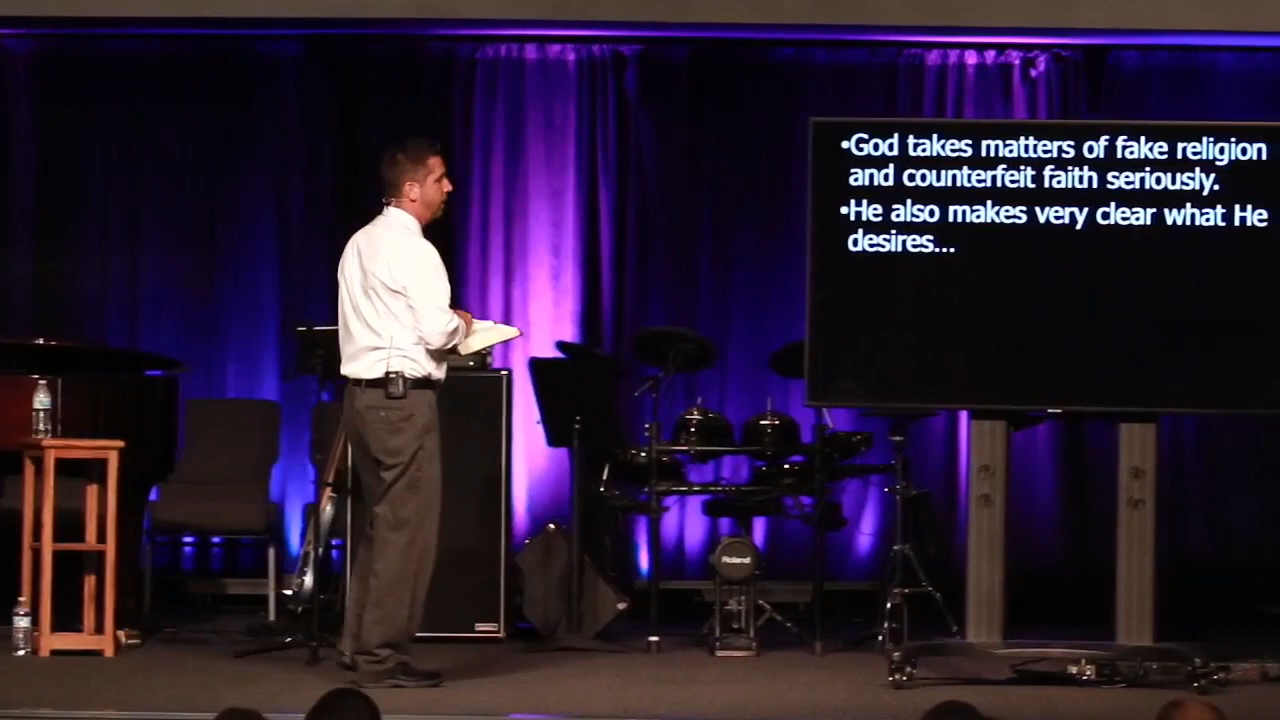 •God takes matters of fake religion
and counterfeit faith seriously.
•He also makes very clear what He
desires...
Roland